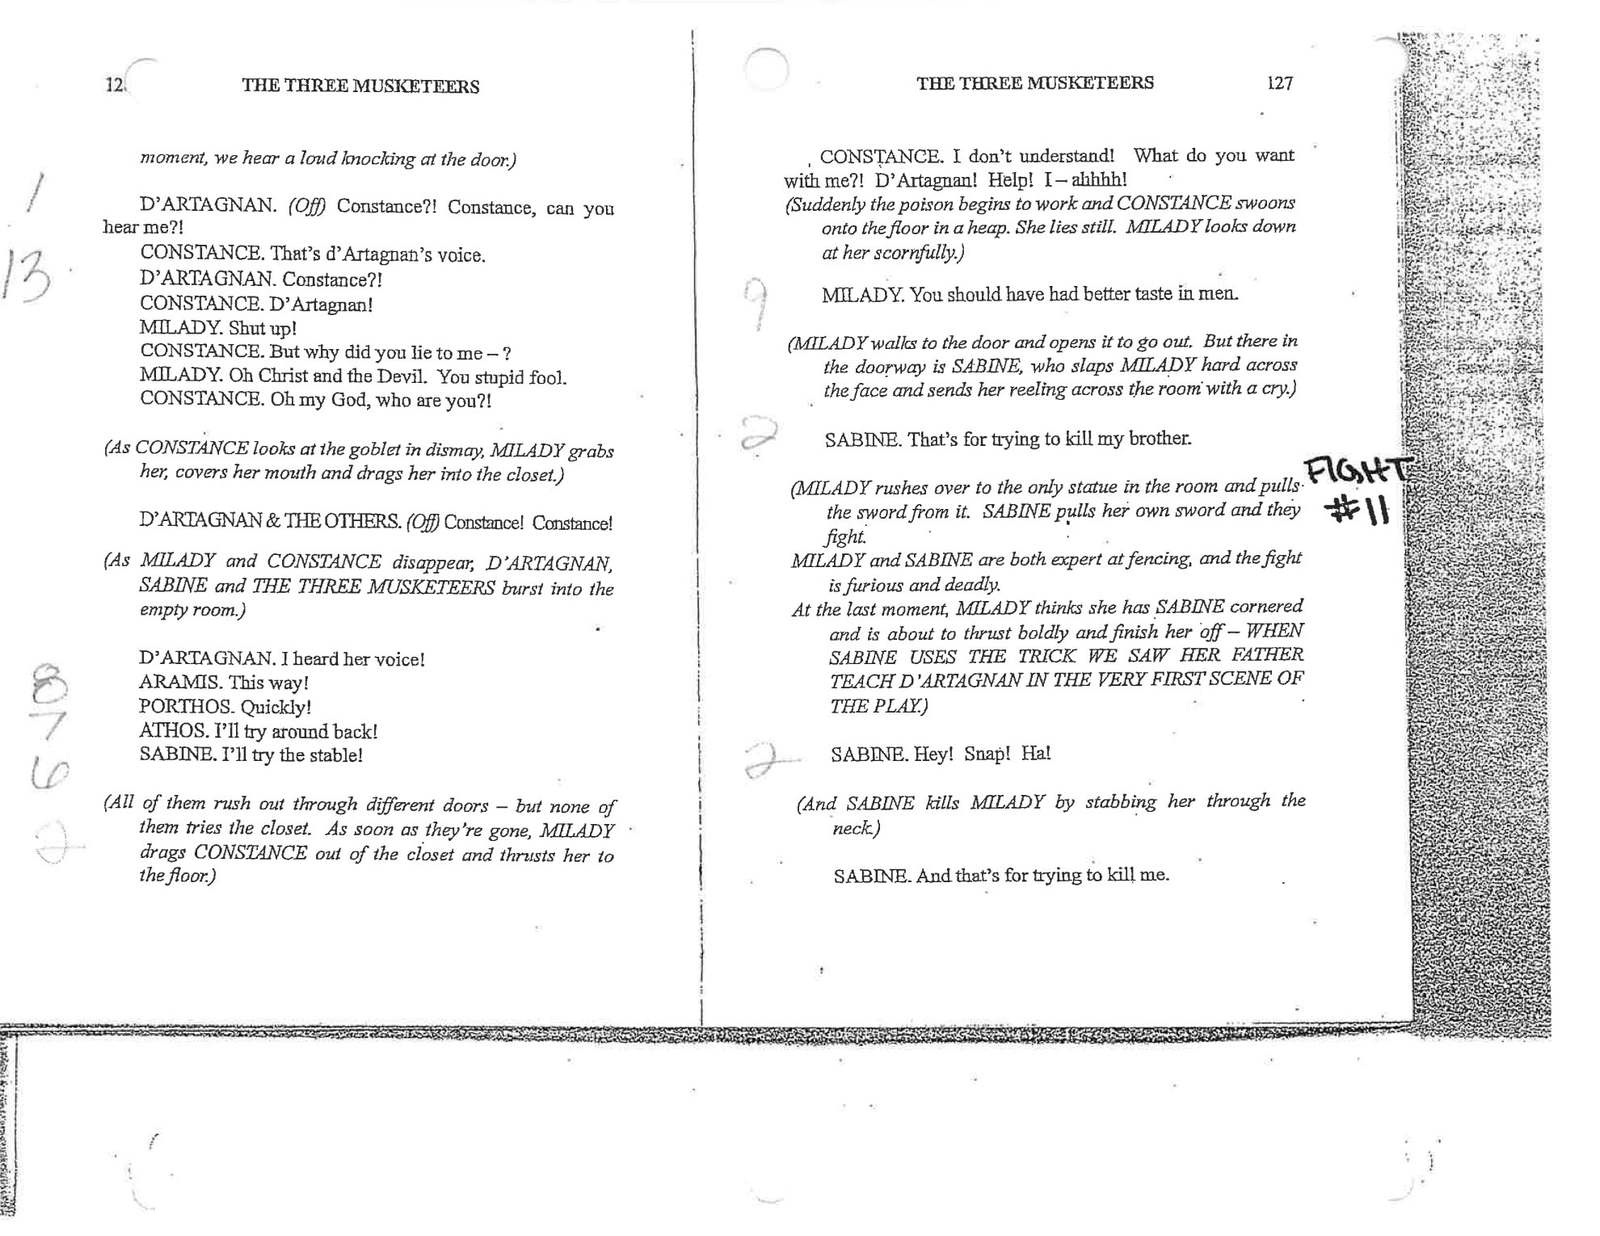 12
THE THREE MUSKETEERS
moment, we hear a loud knocking at the door.)
1
D'ARTAGNAN. (Off) Constance?! Constance, can you
hear me?!
13
CONSTANCE. That's d'Artagnan's voice.
D'ARTAGNAN. Constance?!
CONSTANCE. D'Artagnan!
MILADY. Shut up!
CONSTANCE. But why did you lie to me – ?
MILADY. Oh Christ and the Devil. You stupid fool.
CONSTANCE. Oh my God, who are you?!
(As CONSTANCE looks at the goblet in dismay, MILADY grabs
her, covers her mouth and drags her into the closet.)
D'ARTAGNAN & THE OTHERS. (Off) Constance! Constance!
(As MILADY and CONSTANCE disappear, D'ARTAGNAN,
SABINE and THE THREE MUSKETEERS burst into the
empty room.)
D'ARTAGNAN. I heard her voice!
8
ARAMIS. This way!
PORTHOS. Quickly!
7
ATHOS. I'll try around back!
SABINE. I'll try the stable!
6
(All of them rush out through different doors – but none of
them tries the closet. As soon as they're gone, MILADY
2
drags CONSTANCE out of the closet and thrusts her to
the floor.)
THE THREE MUSKETEERS
127
CONSTANCE. I don't understand! What do you want
with me?! D'Artagnan! Help! I – ahhhh!
(Suddenly the poison begins to work and CONSTANCE swoons
onto the floor in a heap. She lies still. MILADY looks down
at her scornfully.)
9
MILADY. You should have had better taste in men.
(MILADY walks to the door and opens it to go out. But there in
the doorway is SABINE, who slaps MILADY hard across
the face and sends her reeling across the room with a cry.)
2
SABINE. That's for trying to kill my brother.
FIGHT
#11
(MILADY rushes over to the only statue in the room and pulls
the sword from it. SABINE pulls her own sword and they
fight.
MILADY and SABINE are both expert at fencing, and the fight
is furious and deadly.
At the last moment, MILADY thinks she has SABINE cornered
and is about to thrust boldly and finish her off – WHEN
SABINE USES THE TRICK WE SAW HER FATHER
TEACH D'ARTAGNAN IN THE VERY FIRST SCENE OF
THE PLAY.)
2
SABINE. Hey! Snap! Ha!
(And SABINE kills MILADY by stabbing her through the
neck.)
SABINE. And that's for trying to kill me.